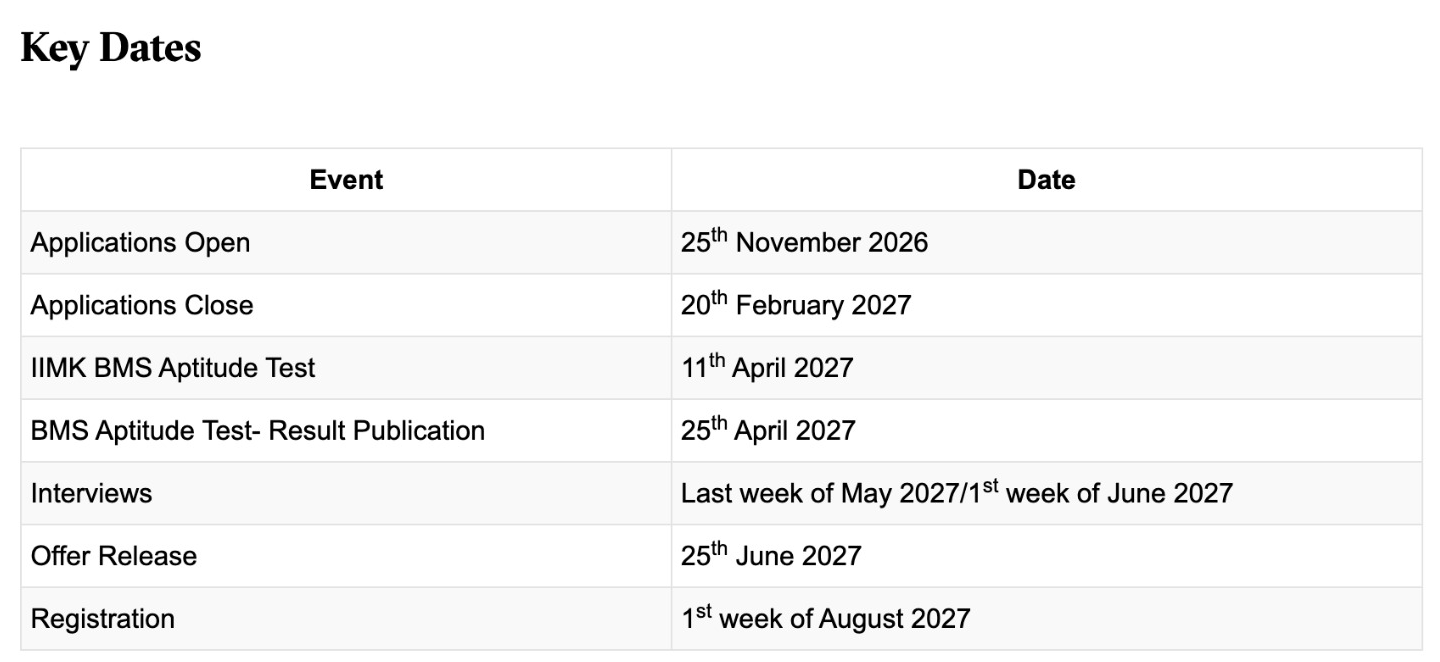 Key Dates
Event Date
Applications Open 25th November 2026
Applications Close 20th February 2027
IIMK BMS Aptitude Test 11th April 2027
BMS Aptitude Test- Result Publication 25th April 2027
Interviews Last week of May 2027/1st week of June 2027
Offer Release 25th June 2027
Registration 1st week of August 2027